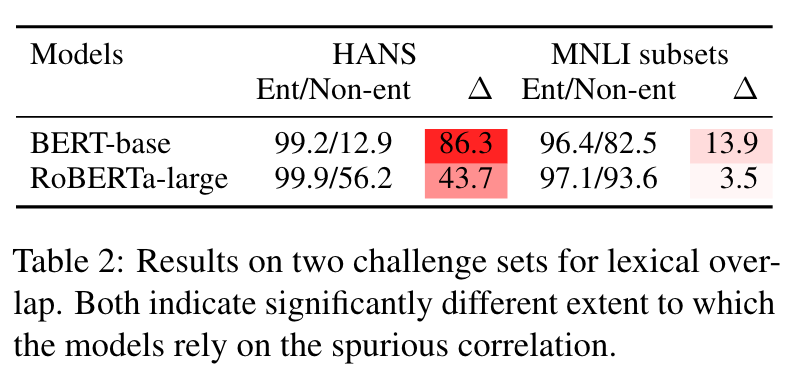 Models HANS MNLI subsets
Ent/Non-ent Δ Ent/Non-ent Δ
BERT-base 99.2/12.9 86.3 96.4/82.5 13.9
RoBERTa-large 99.9/56.2 43.7 97.1/93.6 3.5
Table 2: Results on two challenge sets for lexical over-
lap. Both indicate significantly different extent to which
the models rely on the spurious correlation.